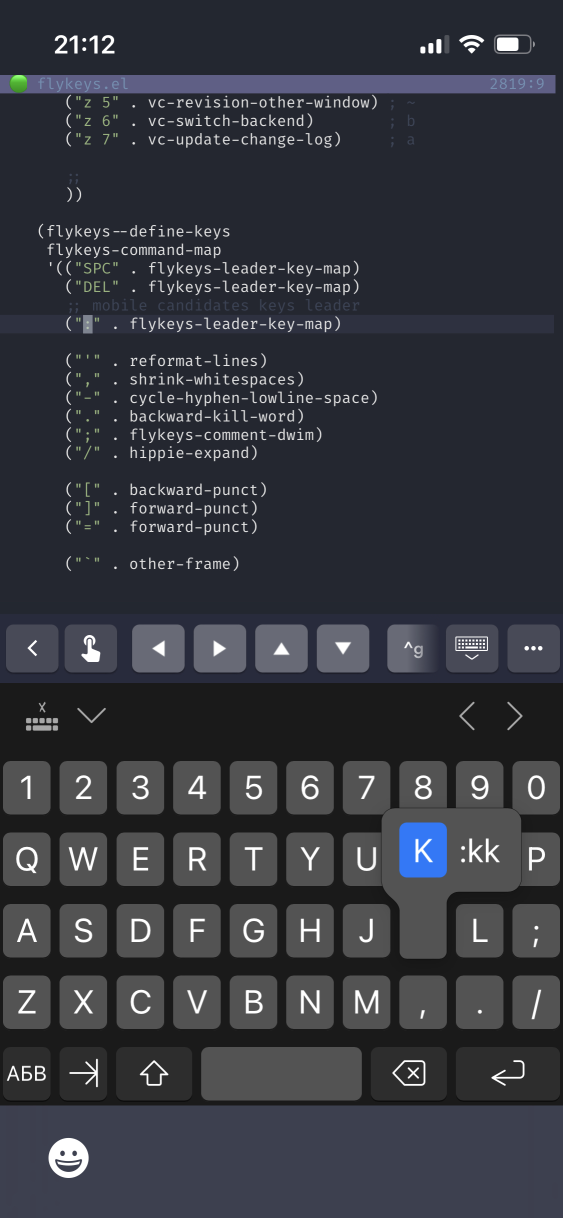 21:12
flykeys.el 2819:9
("z 5" . vc-revision-other-window) ; ~
("z 6" . vc-switch-backend) ; b
("z 7" . vc-update-change-log) ; a
;;
))
(flykeys--define-keys
flykeys-command-map
'(("SPC" . flykeys-leader-key-map)
("DEL" . flykeys-leader-key-map)
;; mobile candidates keys leader
(":" . flykeys-leader-key-map)
("'" . reformat-lines)
("," . shrink-whitespaces)
("-" . cycle-hyphen-lowline-space)
("." . backward-kill-word)
(";" . flykeys-comment-dwim)
("/" . hippie-expand)
("[" . backward-punct)
("]" . forward-punct)
("=" . forward-punct)
("`" . other-frame)
^g
1 2 3 4 5 6 7 8 9 0
Q W E R T Y U K :kk P
A S D F G H J L ;
Z X C V B N M , . /
АБВ